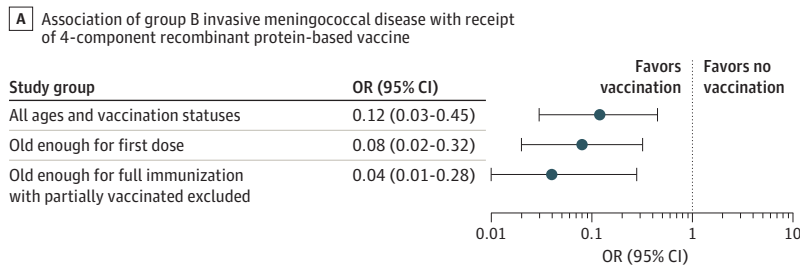 A Association of group B invasive meningococcal disease with receipt
of 4-component recombinant protein-based vaccine
Favors vaccination
Favors no vaccination
Study group OR (95% CI)
All ages and vaccination statuses 0.12 (0.03-0.45)
Old enough for first dose 0.08 (0.02-0.32)
Old enough for full immunization 0.04 (0.01-0.28)
with partially vaccinated excluded
0.01 0.1 1 10
OR (95% CI)